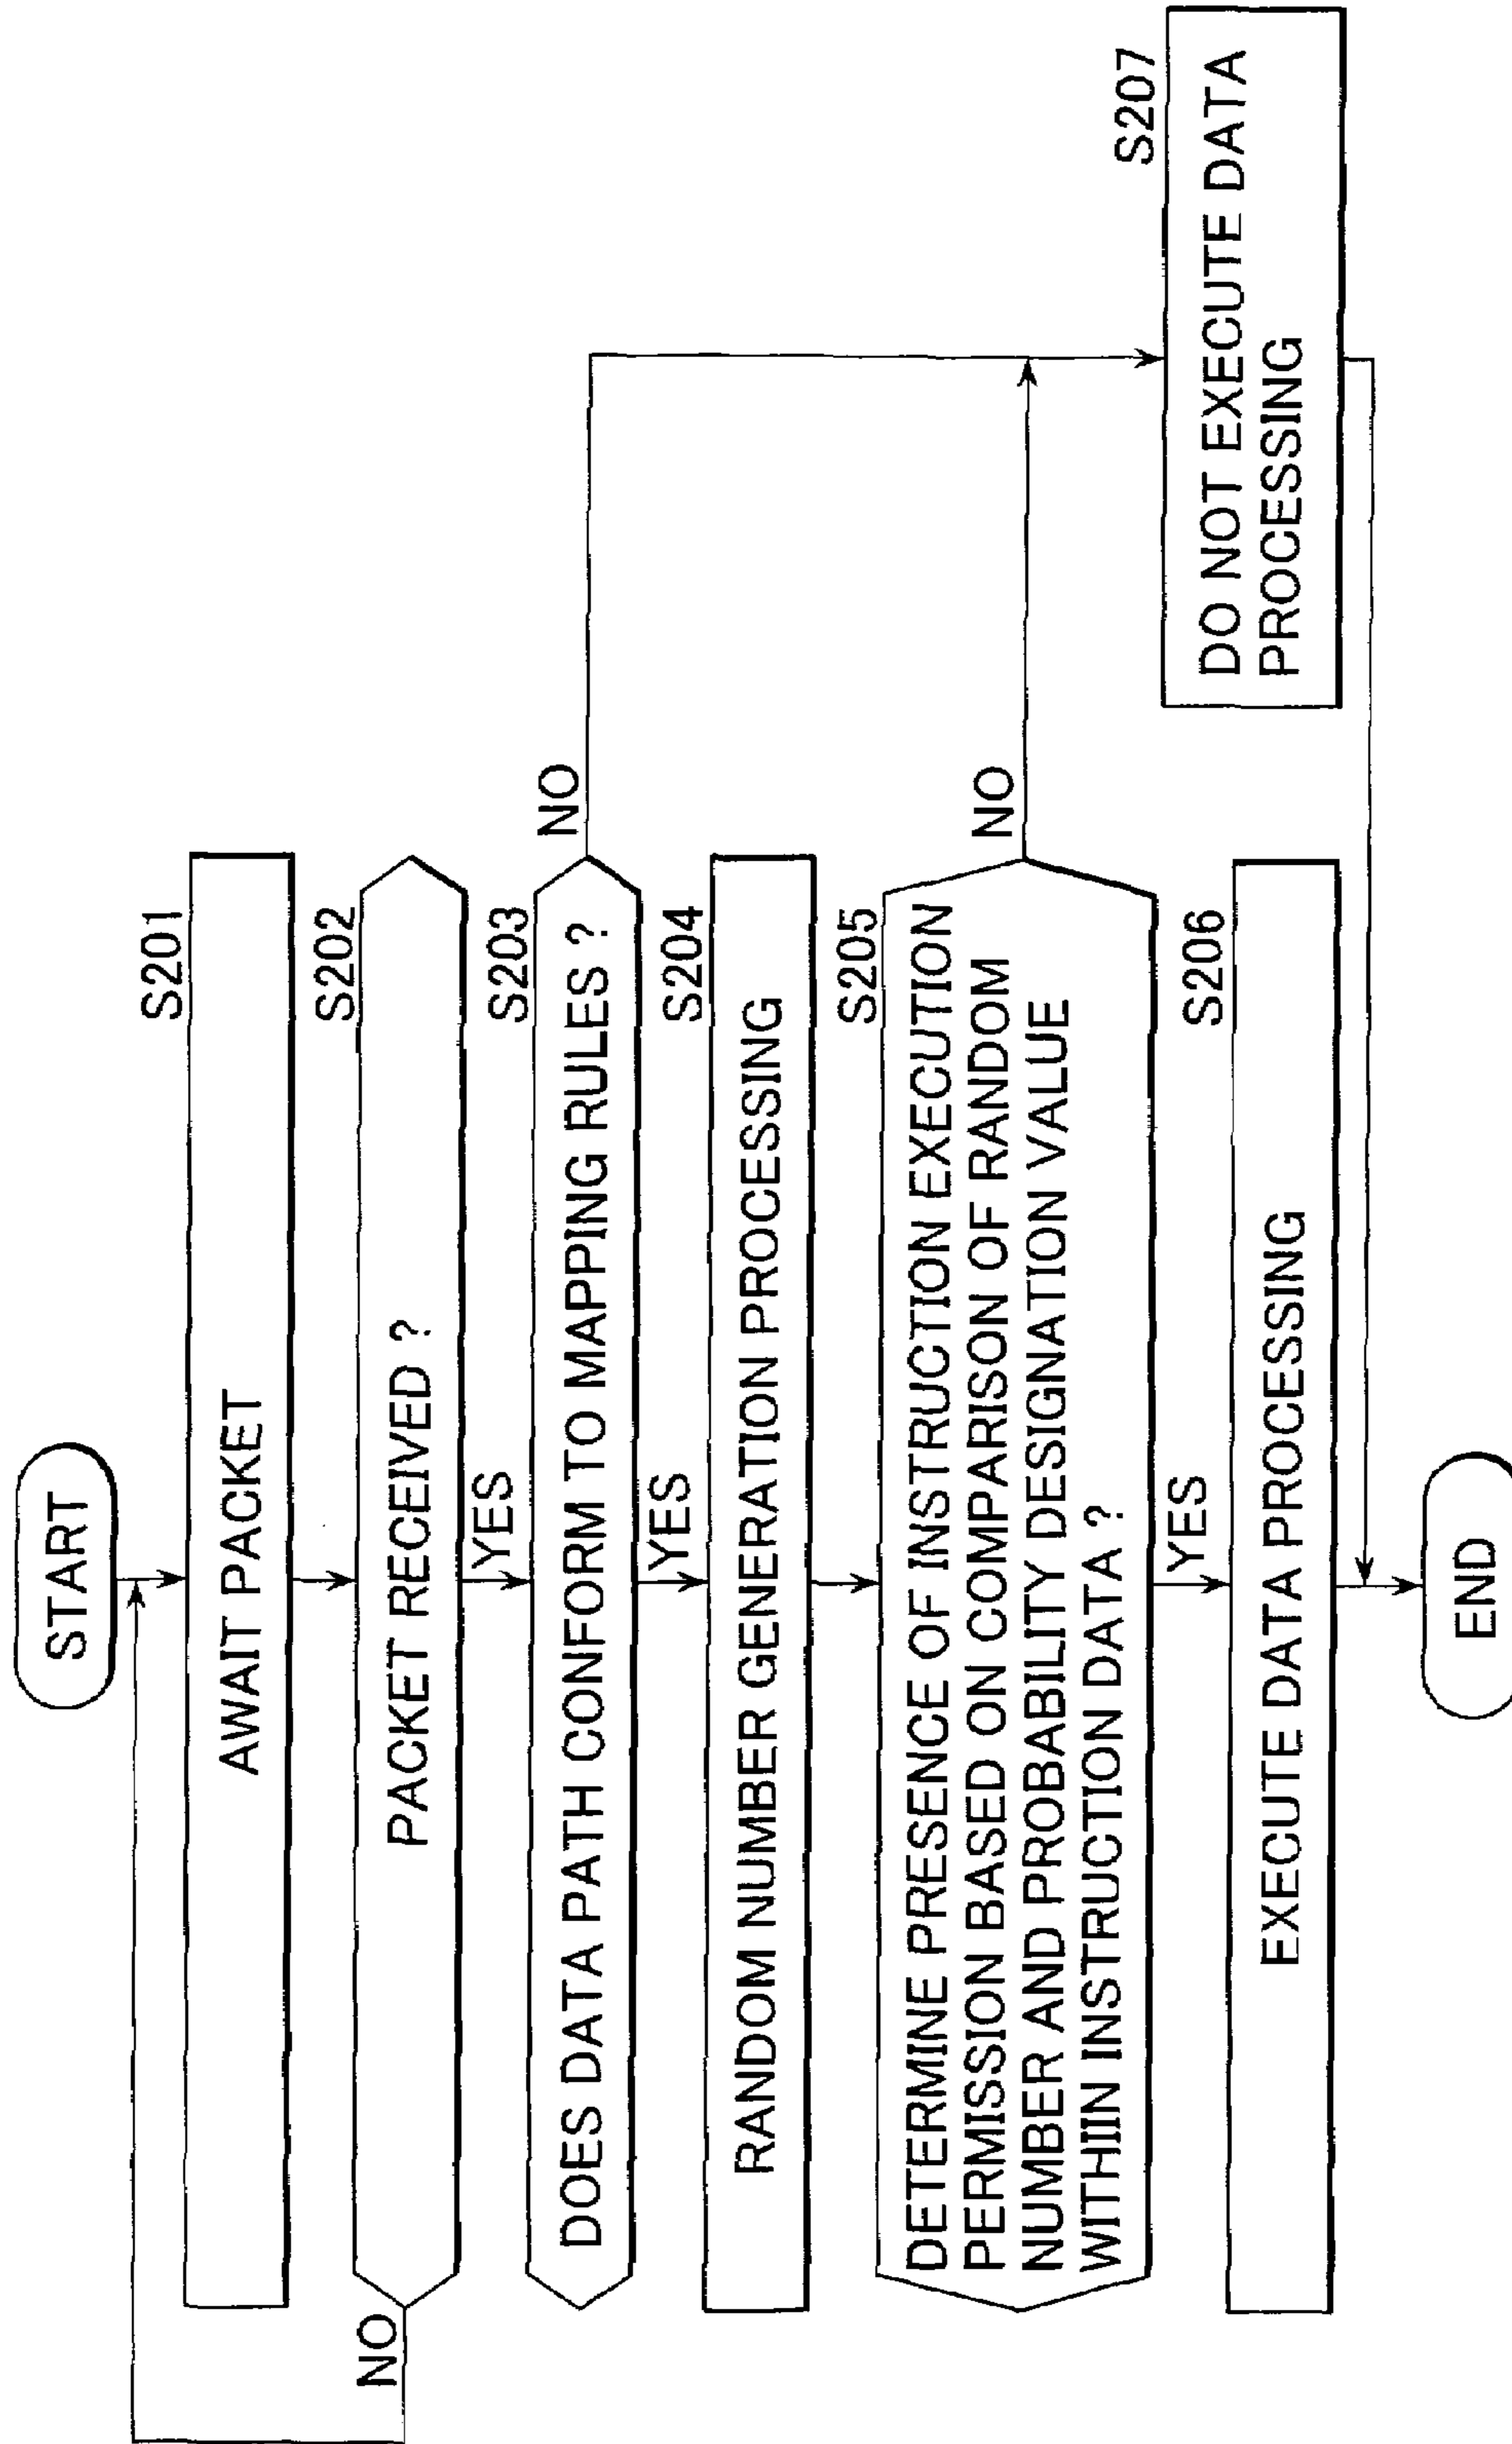 START
S201
AWAIT PACKET
S202
PACKET RECEIVED ?
NO
YES
S203
DOES DATA PATH CONFORM TO MAPPING RULES ?
NO
YES
S204
RANDOM NUMBER GENERATION PROCESSING
S205
DETERMINE PRESENCE OF INSTRUCTION EXECUTION
PERMISSION BASED ON COMPARISON OF RANDOM
NUMBER AND PROBABILITY DESIGNATION VALUE
WITHIIN INSTRUCTION DATA ?
NO
YES
S206
EXECUTE DATA PROCESSING
S207
DO NOT EXECUTE DATA
PROCESSING
END